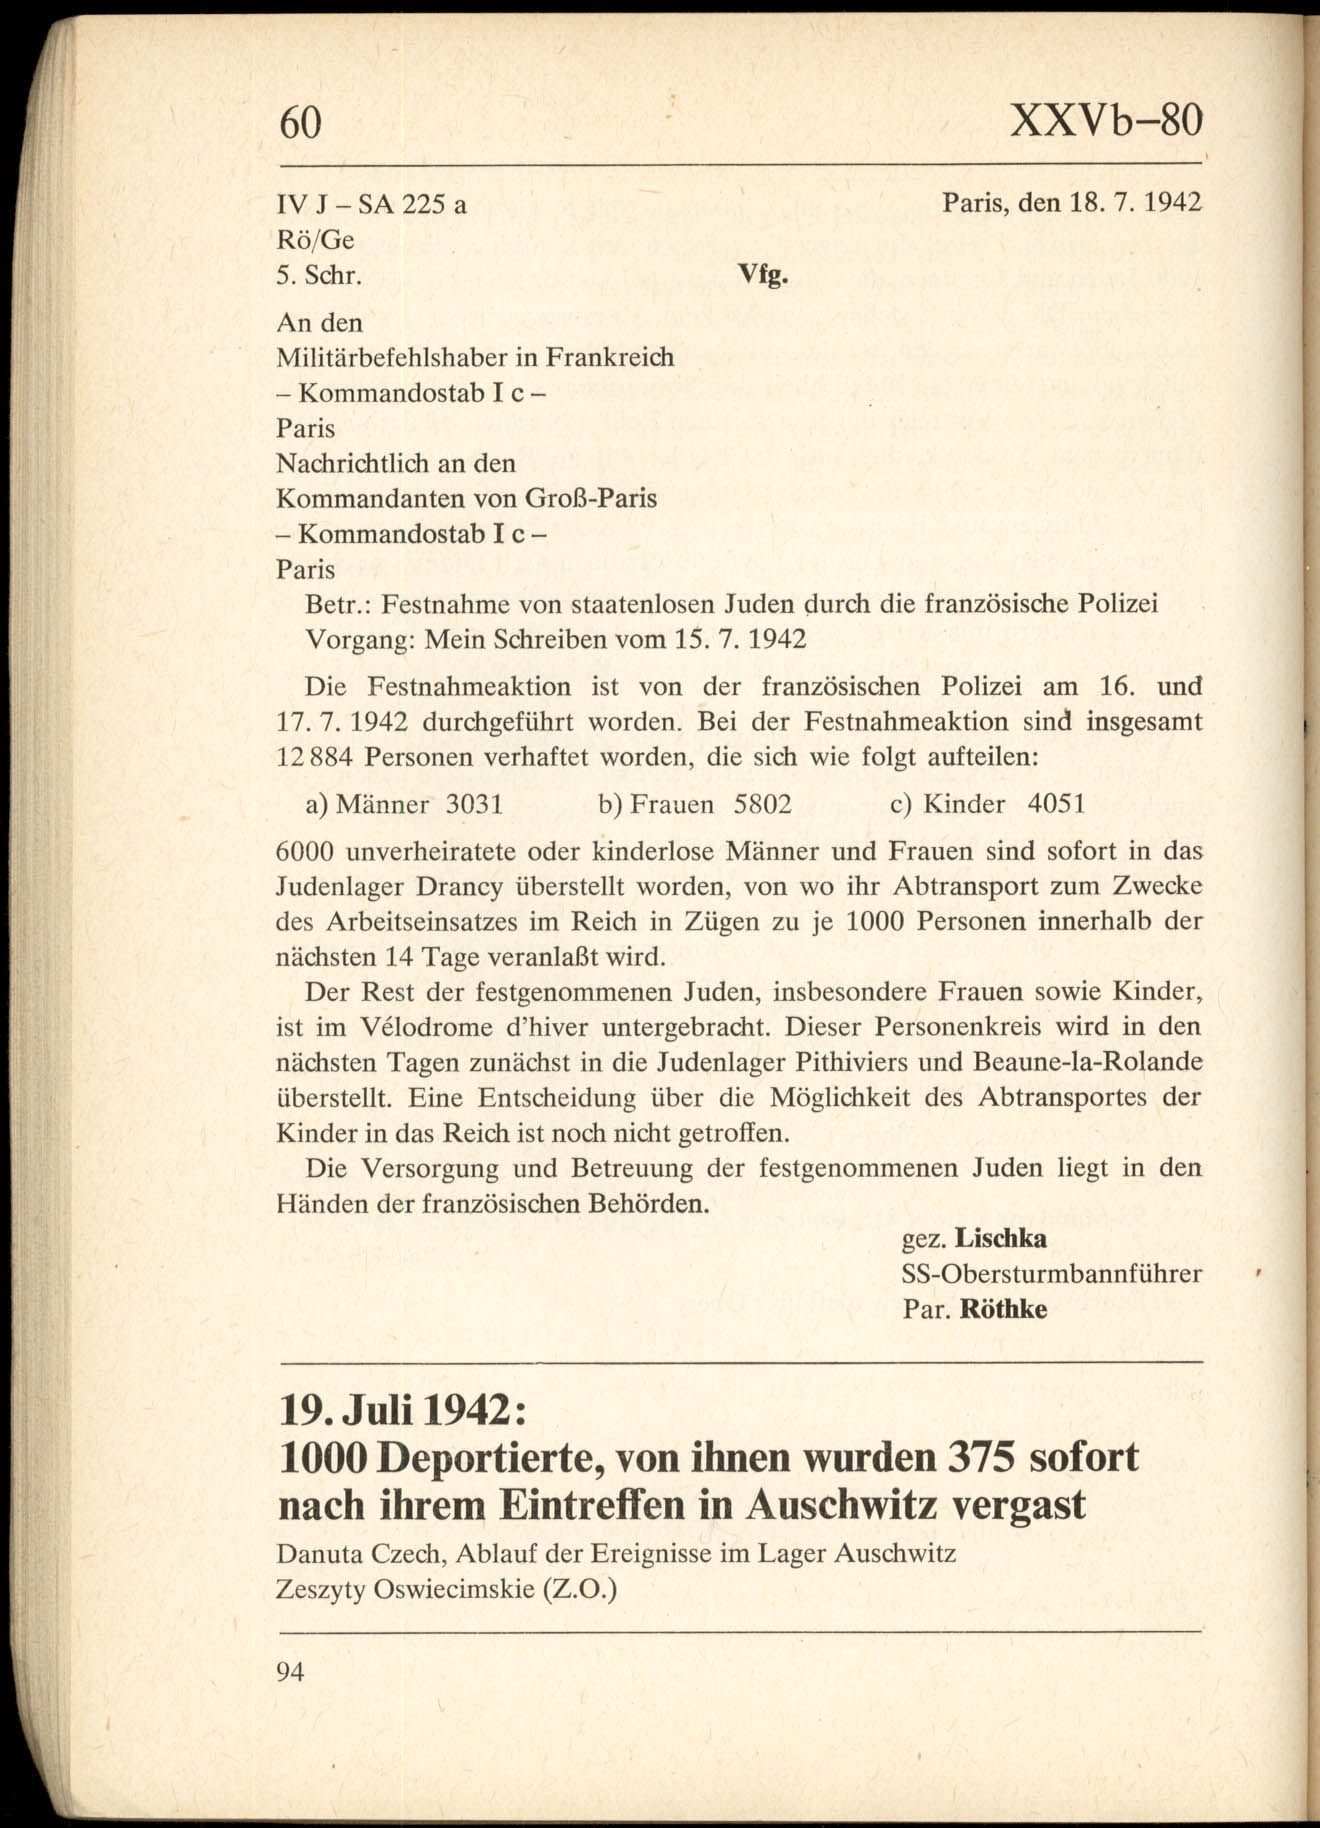 60 XXVb–80
IV J – SA 225 a Paris, den 18. 7. 1942
Rö/Ge
5. Schr. Vfg.
An den
Militärbefehlshaber in Frankreich
– Kommandostab I c –
Paris
Nachrichtlich an den
Kommandanten von Groß-Paris
– Kommandostab I c –
Paris
Betr.: Festnahme von staatenlosen Juden durch die französische Polizei
Vorgang: Mein Schreiben vom 15. 7. 1942
Die Festnahmeaktion ist von der französischen Polizei am 16. und
17. 7. 1942 durchgeführt worden. Bei der Festnahmeaktion sind insgesamt
12 884 Personen verhaftet worden, die sich wie folgt aufteilen:
a) Männer 3031 b) Frauen 5802 c) Kinder 4051
6000 unverheiratete oder kinderlose Männer und Frauen sind sofort in das
Judenlager Drancy überstellt worden, von wo ihr Abtransport zum Zwecke
des Arbeitseinsatzes im Reich in Zügen zu je 1000 Personen innerhalb der
nächsten 14 Tage veranlaßt wird.
Der Rest der festgenommenen Juden, insbesondere Frauen sowie Kinder,
ist im Vélodrome d'hiver untergebracht. Dieser Personenkreis wird in den
nächsten Tagen zunächst in die Judenlager Pithiviers und Beaune-la-Rolande
überstellt. Eine Entscheidung über die Möglichkeit des Abtransportes der
Kinder in das Reich ist noch nicht getroffen.
Die Versorgung und Betreuung der festgenommenen Juden liegt in den
Händen der französischen Behörden.
gez. Lischka
SS-Obersturmbannführer
Par. Röthke
19. Juli 1942:
1000 Deportierte, von ihnen wurden 375 sofort
nach ihrem Eintreffen in Auschwitz vergast
Danuta Czech, Ablauf der Ereignisse im Lager Auschwitz
Zeszyty Oswiecimskie (Z.O.)
94